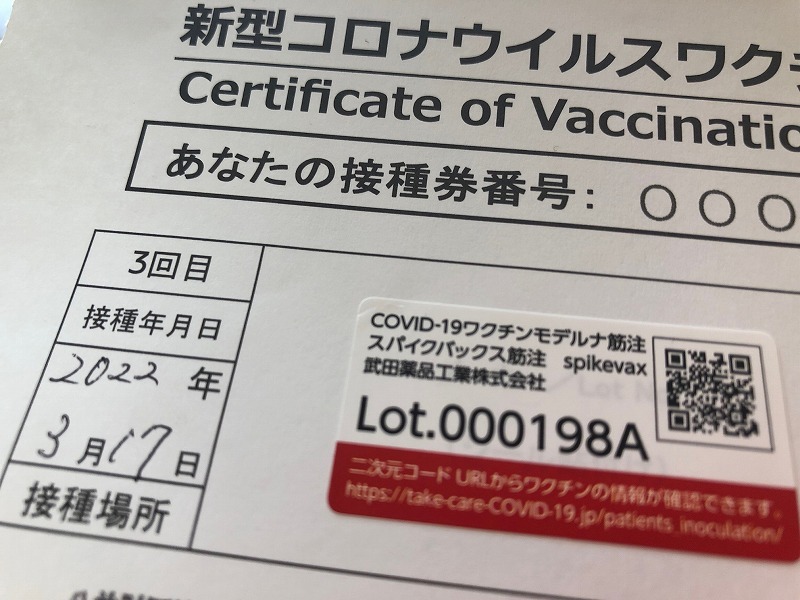 新型コロナウイルスワク
Certificate of Vaccinatio
あなたの接種券番号： ○○○
3回目
接種年月日
2022 年
3月17日
接種場所
COVID-19ワクチンモデルナ筋注
スパイクバックス筋注 spikevax
武田薬品工業株式会社
Lot.000198A
二次元コード URLからワクチンの情報が確認できます。
https://take-care-COVID-19.jp/patients_inoculation/